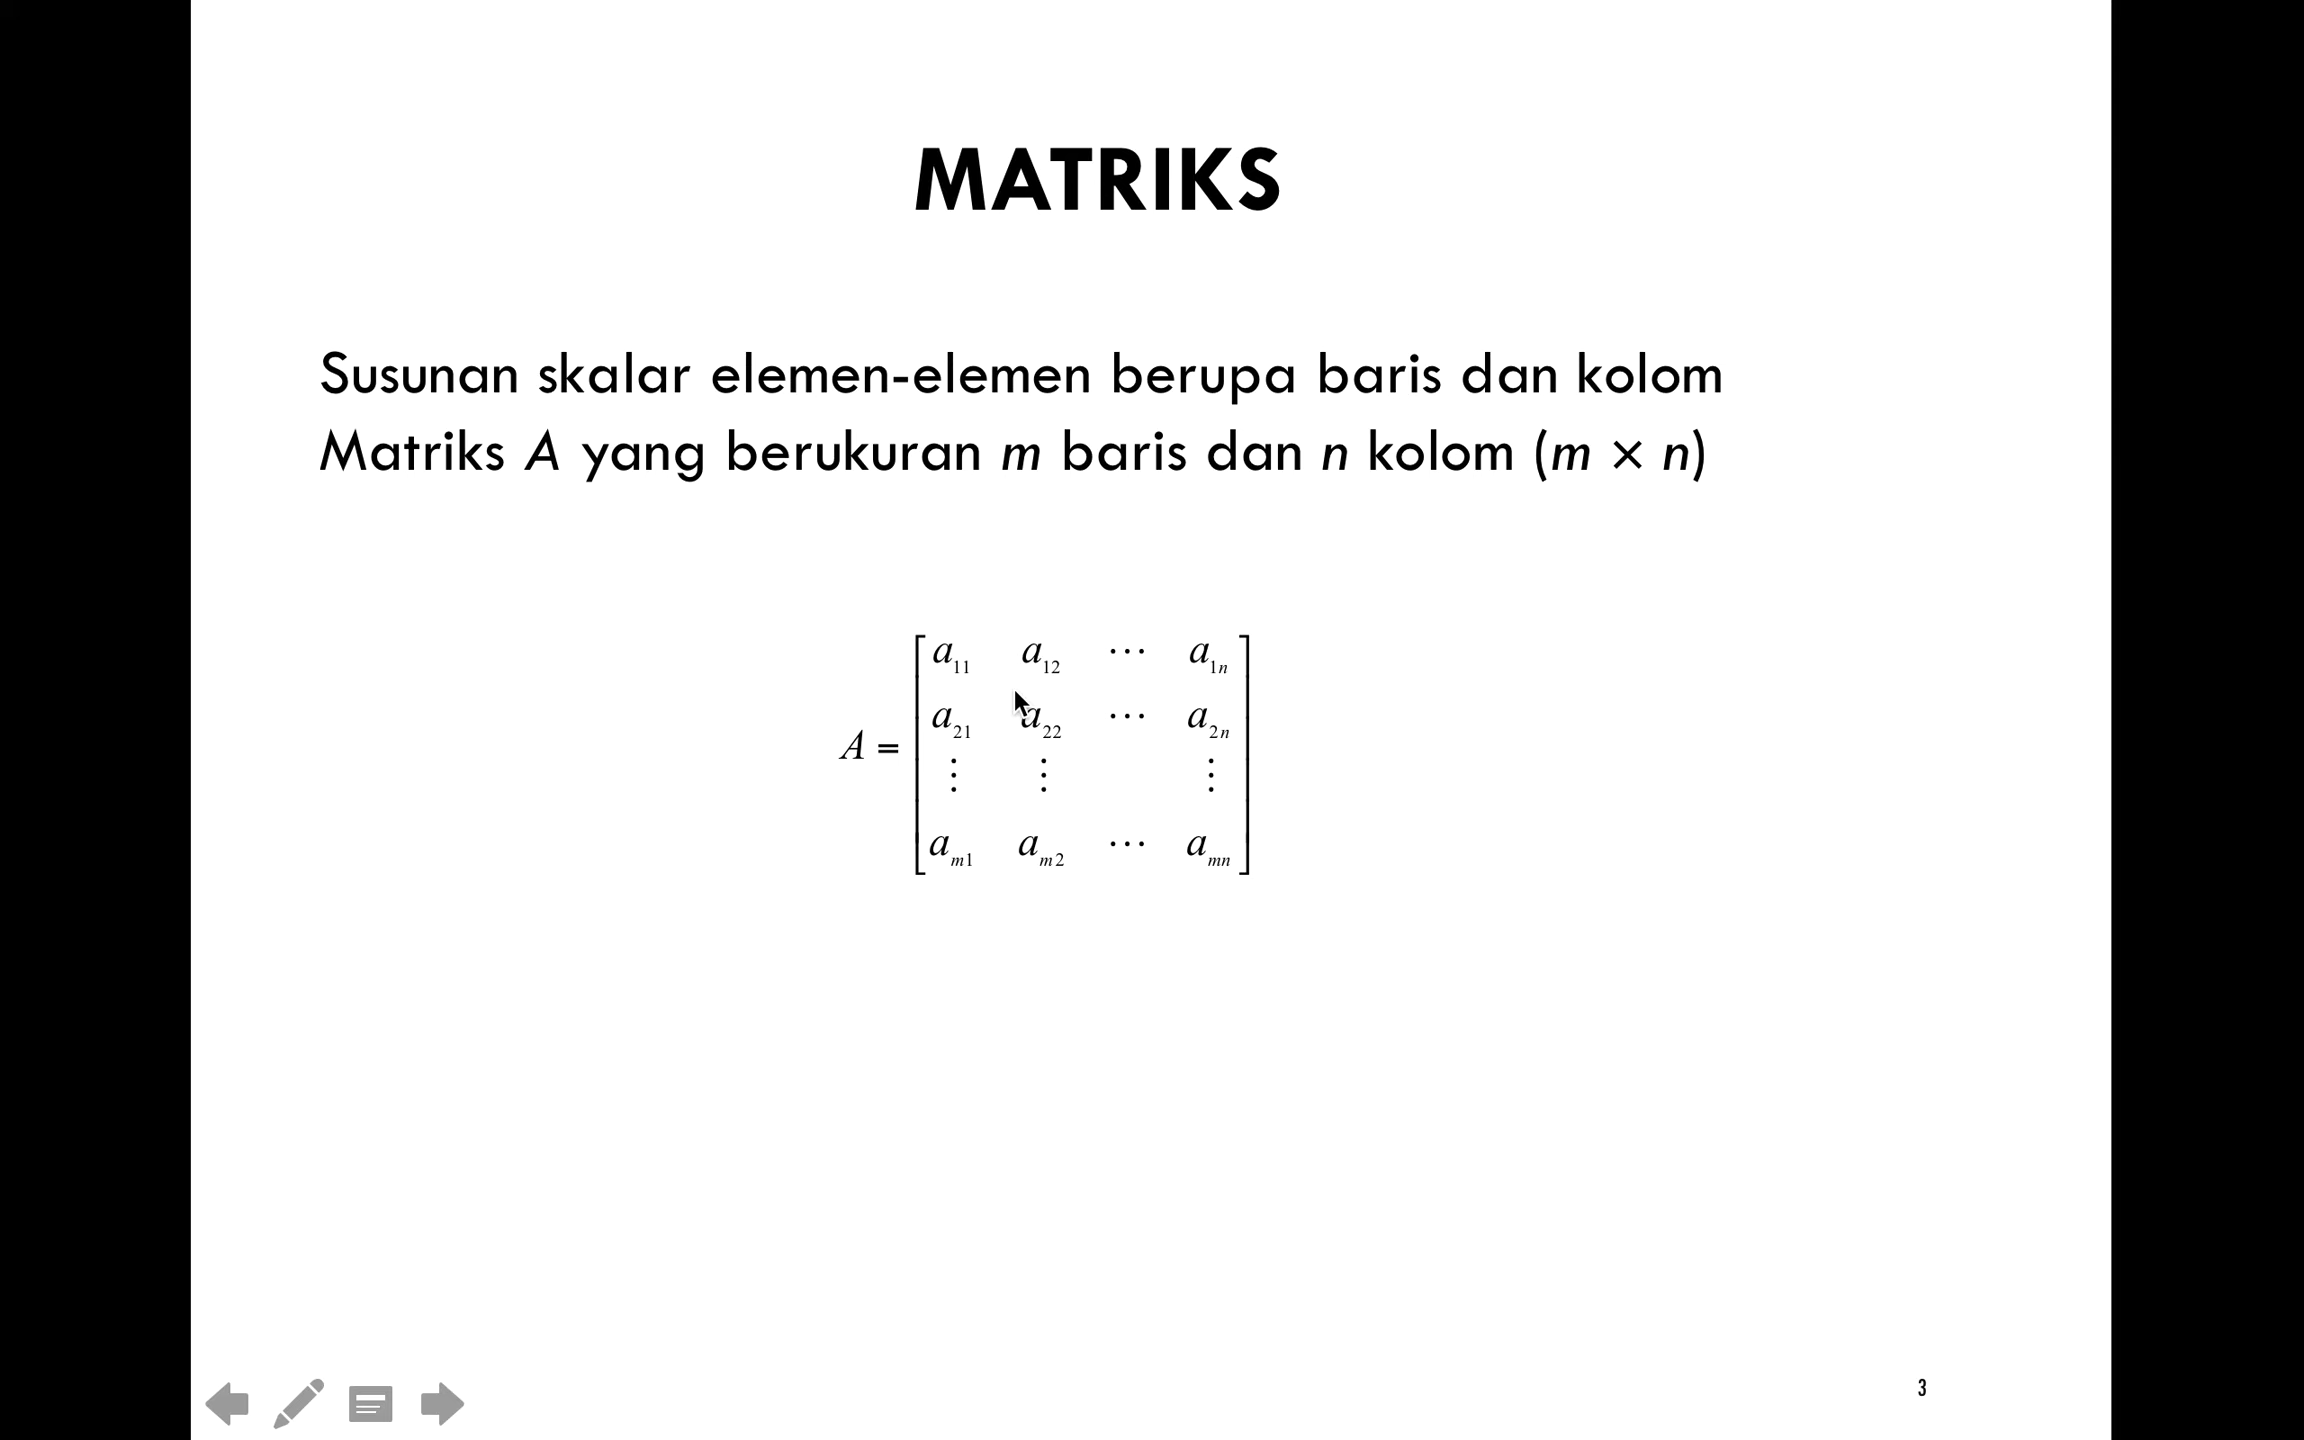 MATRIKS
Susunan skalar elemen-elemen berupa baris dan kolom
Matriks A yang berukuran m baris dan n kolom (m × n)
a₁₁ a₁₂ ⋯ a₁ₙ
a₂₁ a₂₂ ⋯ a₂ₙ
A =
⋮ ⋮ ⋮
aₘ₁ aₘ₂ ⋯ aₘₙ
3